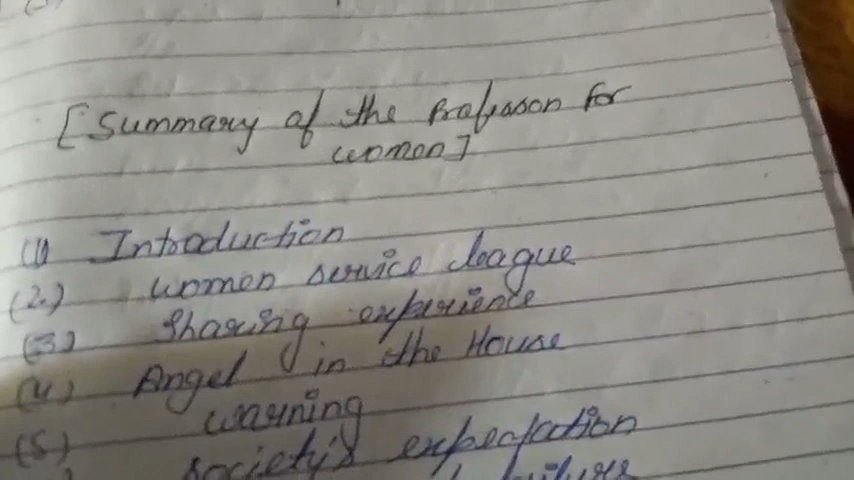 [Summary of the Profession for
women]
(1) Introduction
(2.) women service league
(3) Sharing experience
(4) Angel in the House
(5) warning
society's expectation